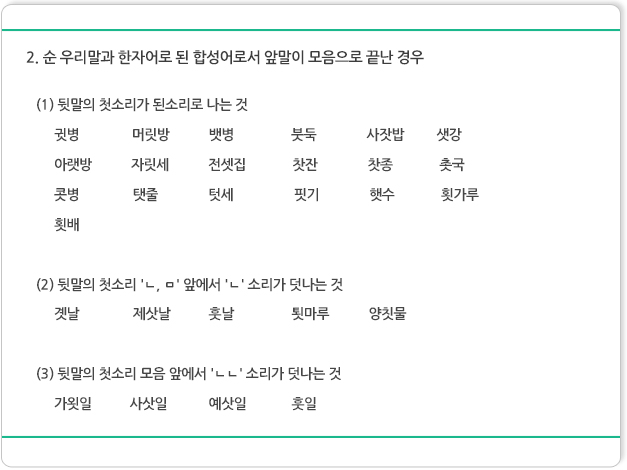 2. 순 우리말과 한자어로 된 합성어로서 앞말이 모음으로 끝난 경우
(1) 뒷말의 첫소리가 된소리로 나는 것
귓병 머릿방 뱃병 봇둑 사잣밥 샛강
아랫방 자릿세 전셋집 찻잔 찻종 촛국
콧병 탯줄 텃세 핏기 햇수 횟가루
횟배
(2) 뒷말의 첫소리 'ㄴ, ㅁ' 앞에서 'ㄴ' 소리가 덧나는 것
곗날 제삿날 훗날 툇마루 양칫물
(3) 뒷말의 첫소리 모음 앞에서 'ㄴㄴ' 소리가 덧나는 것
가욋일 사삿일 예삿일 훗일